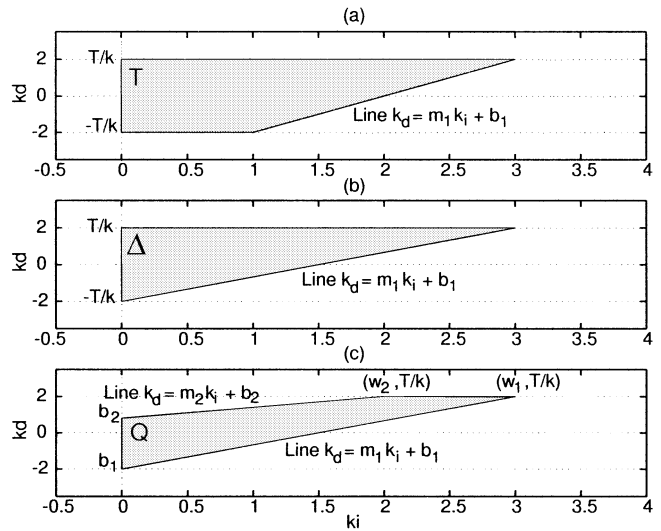 (a)
T/k
2
T
kd
0
Line k_d = m_1 k_i + b_1
-T/k
-2
-0.5 0 0.5 1 1.5 2 2.5 3 3.5 4
(b)
T/k
2
Δ
kd
0
Line k_d = m_1 k_i + b_1
-T/k
-2
-0.5 0 0.5 1 1.5 2 2.5 3 3.5 4
(c)
(w_2 ,T/k) (w_1 ,T/k)
Line k_d = m_2 k_i + b_2
2
b_2
Q
kd
0
Line k_d = m_1 k_i + b_1
b_1
-2
-0.5 0 0.5 1 1.5 2 2.5 3 3.5 4
ki